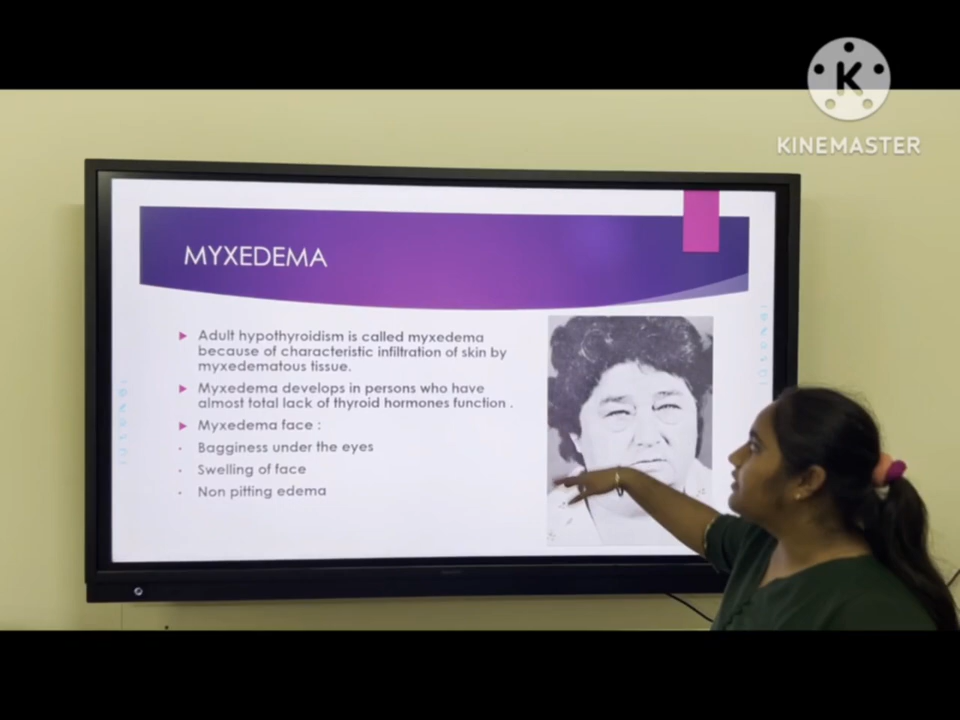 K
KINEMASTER
MYXEDEMA
Adult hypothyroidism is called myxedema
because of characteristic infiltration of skin by
myxedematous tissue.
Myxedema develops in persons who have
almost total lack of thyroid hormones function .
Myxedema face :
Bagginess under the eyes
Swelling of face
Non pitting edema